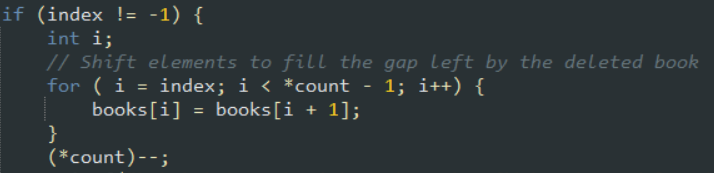 if (index != -1) {
    int i;
    // Shift elements to fill the gap left by the deleted book
    for ( i = index; i < *count - 1; i++) {
        books[i] = books[i + 1];
    }
    (*count)--;